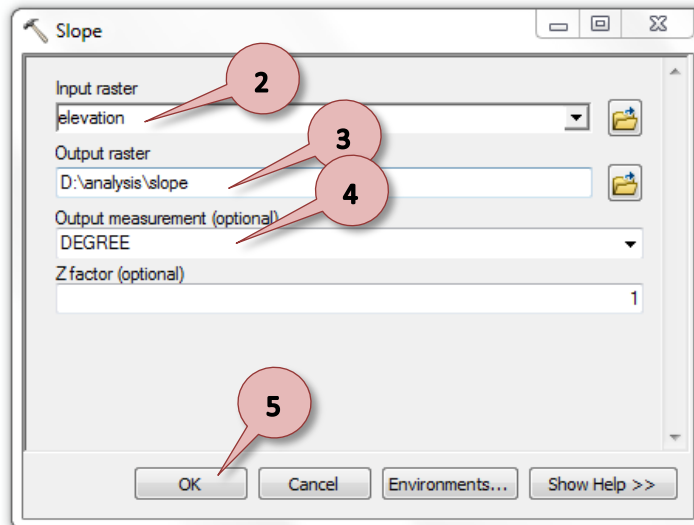 Slope
Input raster
2
elevation
Output raster
3
D:\analysis\slope
4
Output measurement (optional)
DEGREE
Z factor (optional)
1
5
OK
Cancel
Environments...
Show Help >>